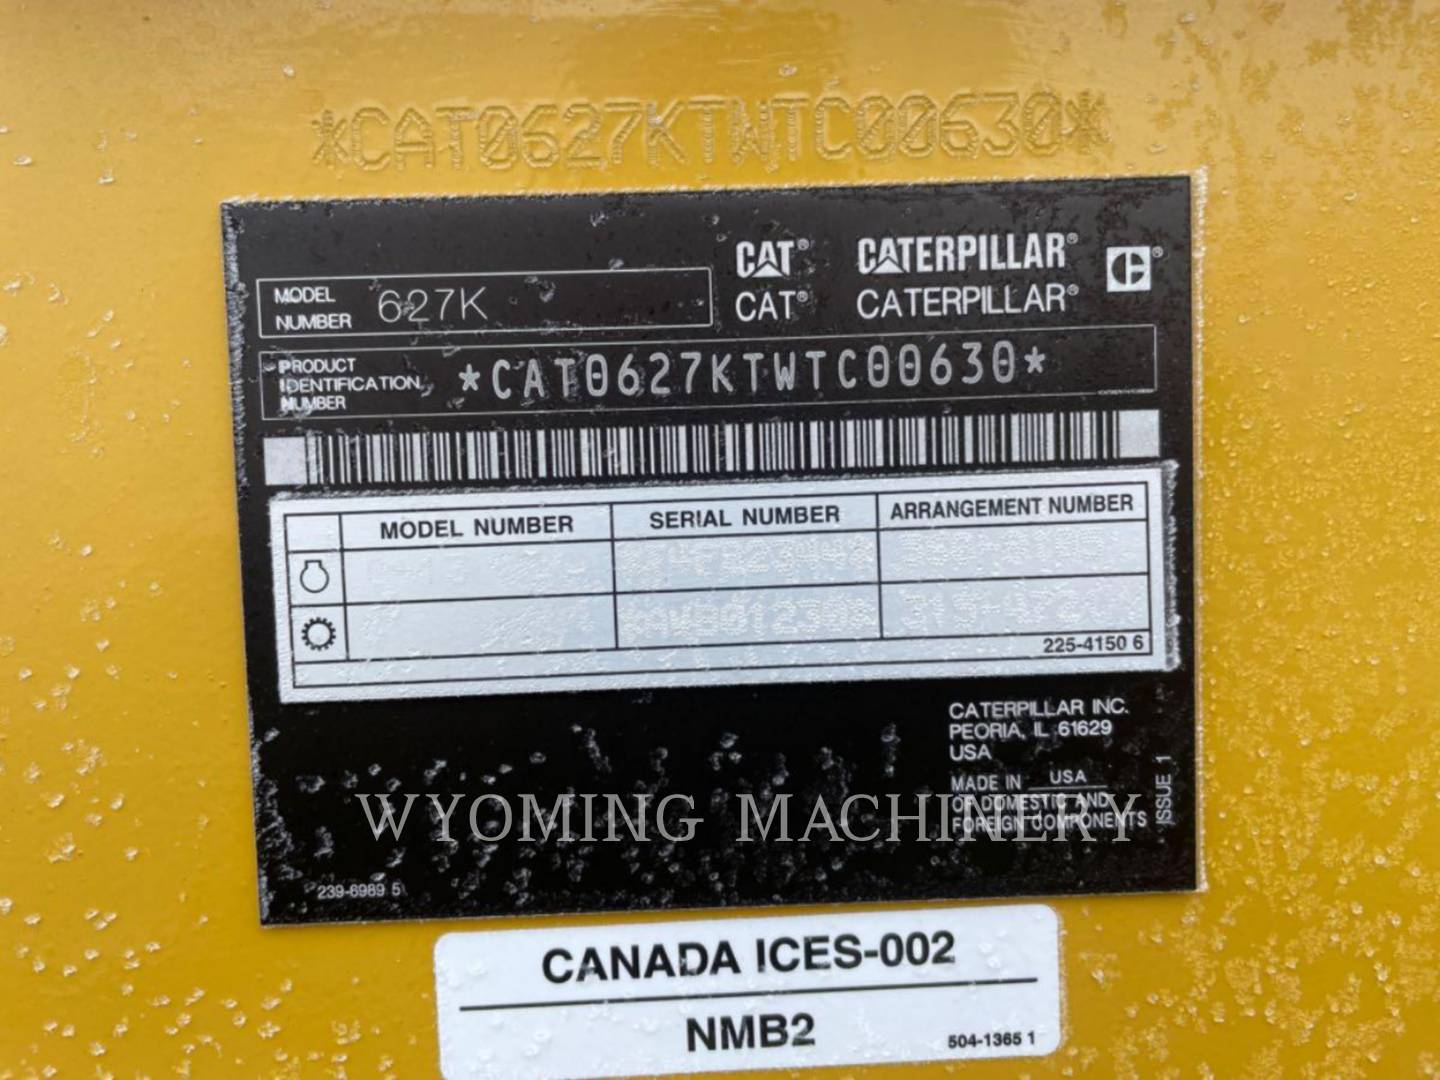 *CAT0627KTWTC00630*
CAT® CATERPILLAR® ®
CAT® CATERPILLAR®
MODEL NUMBER 627K
PRODUCT IDENTIFICATION NUMBER *CAT0627KTWTC00630*
MODEL NUMBER SERIAL NUMBER ARRANGEMENT NUMBER
225-4150 6
CATERPILLAR INC.
PEORIA, IL 61629
USA
MADE IN USA
OF DOMESTIC AND
FOREIGN COMPONENTS
ISSUE 1
WYOMING MACHINERY
239-6989 5
CANADA ICES-002
NMB2
504-1365 1